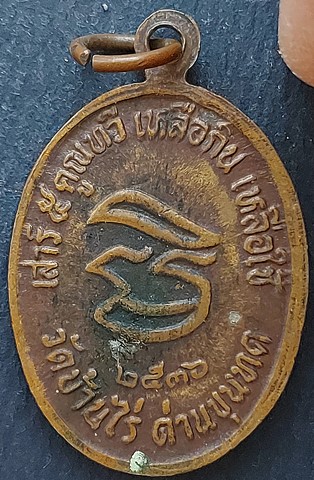 เสาร์ ๕ คูณทวี เหลือกิน เหลือใช้
๒๕๓๖
วัดบ้านไร่ ด่านขุนทด